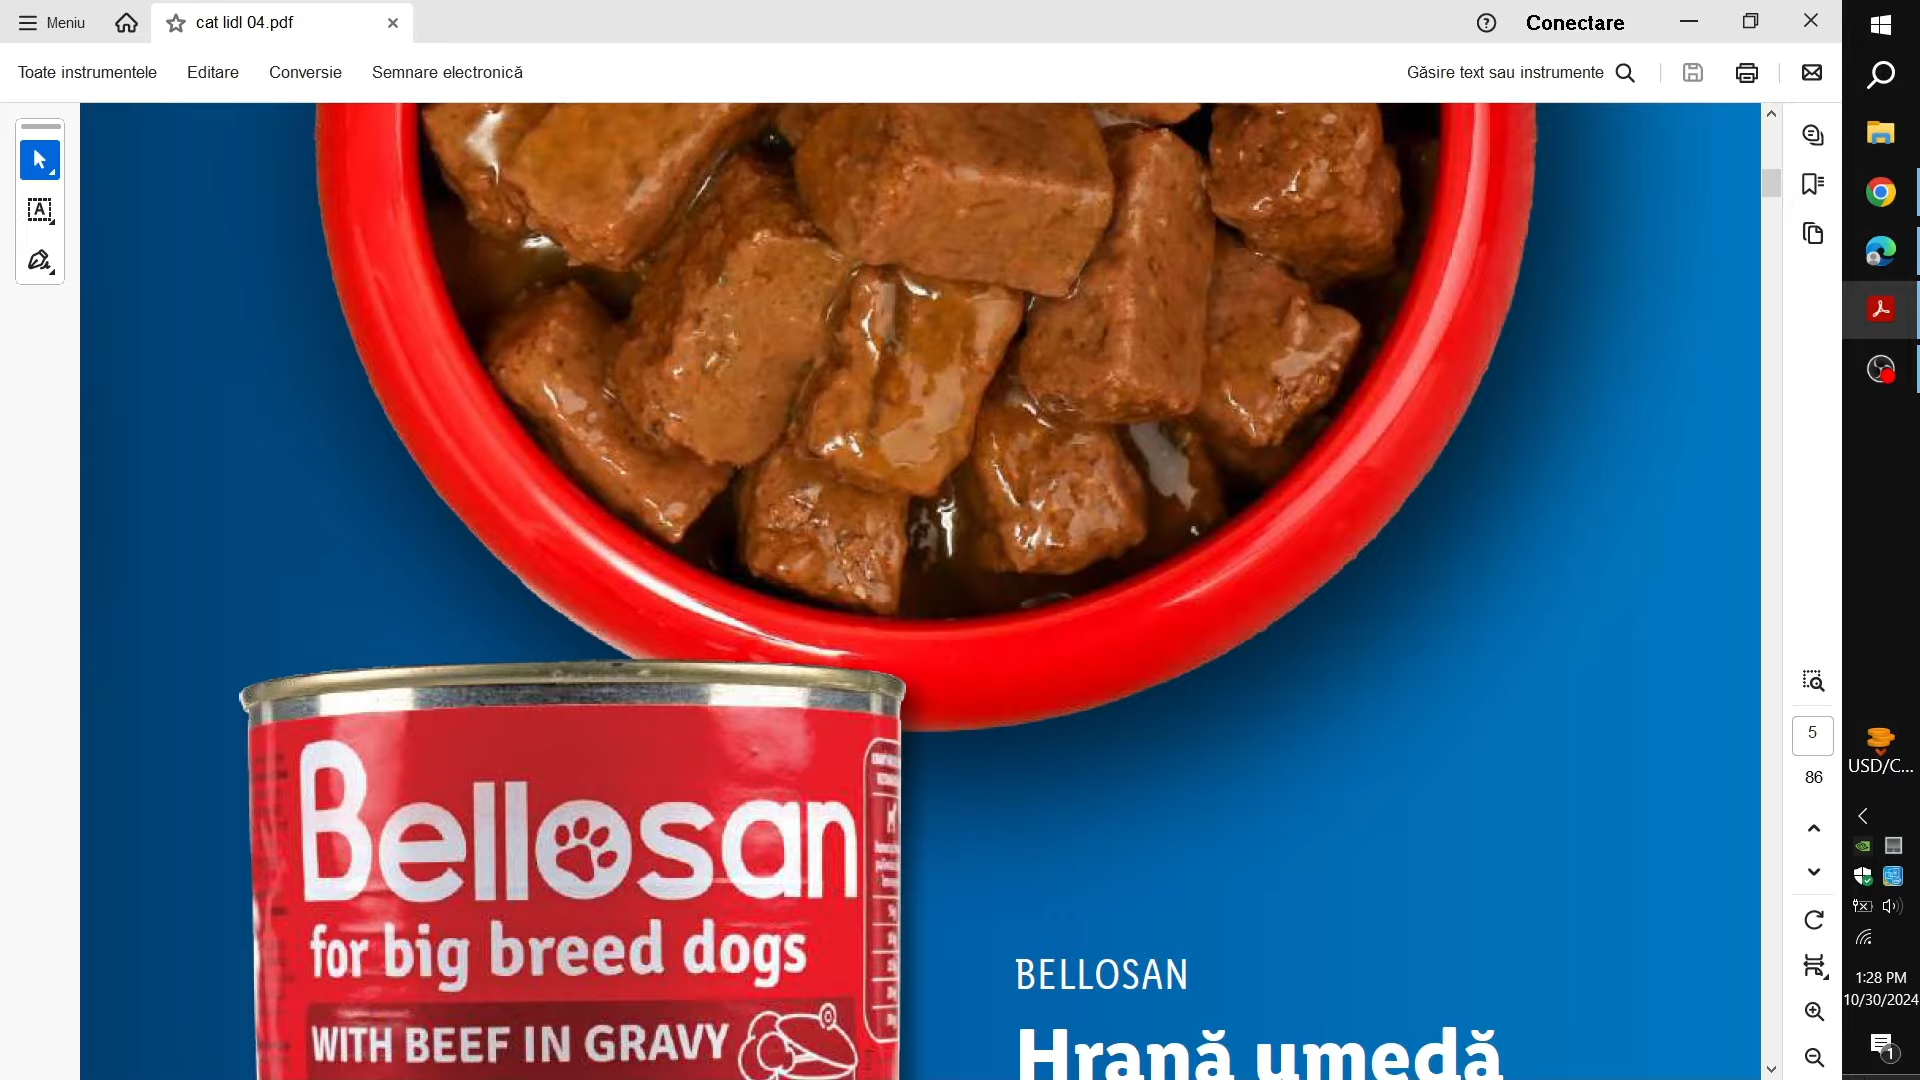 Meniu
cat lidl 04.pdf
Conectare
Toate instrumentele
Editare
Conversie
Semnare electronică
Găsire text sau instrumente
5
86
Bellosan
for big breed dogs
WITH BEEF IN GRAVY
BELLOSAN
Hrană umedă
USD/C...
1:28 PM
10/30/2024
1